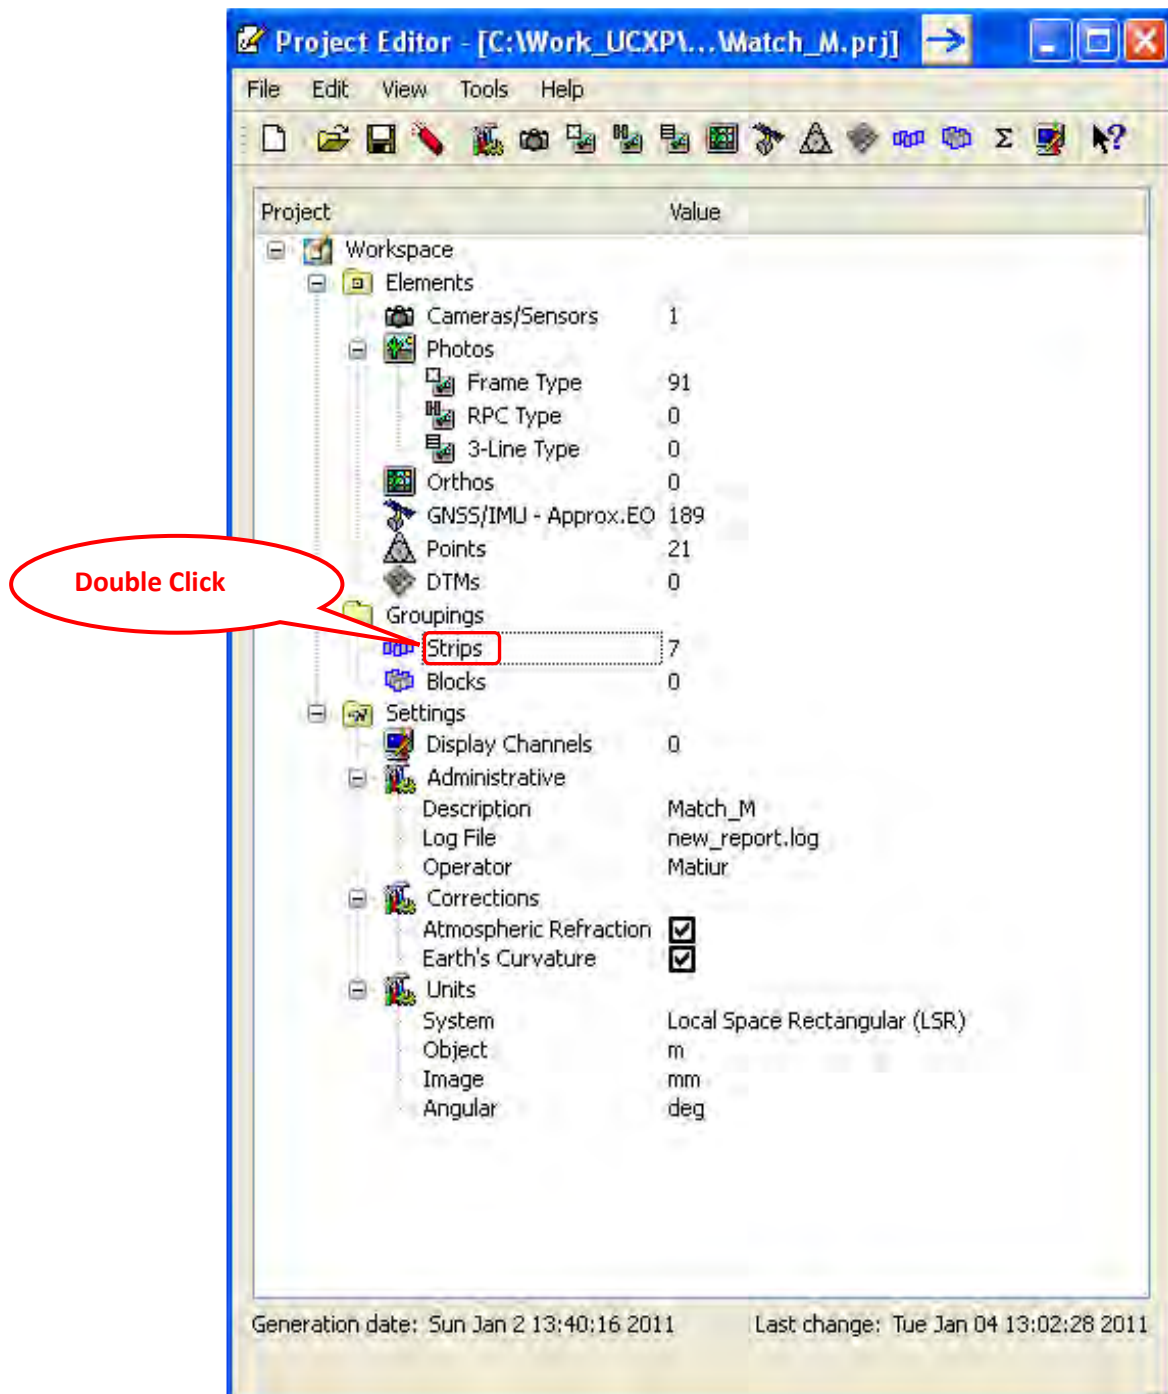 Project Editor - [C:\Work_UCXP\...\Match_M.prj]
File Edit View Tools Help
Project Value
Workspace
Elements
Cameras/Sensors 1
Photos
Frame Type 91
RPC Type 0
3-Line Type 0
Orthos 0
GNSS/IMU - Approx.EO 189
Points 21
DTMs 0
Double Click
Groupings
Strips 7
Blocks 0
Settings
Display Channels 0
Administrative
Description Match_M
Log File new_report.log
Operator Matiur
Corrections
Atmospheric Refraction
Earth's Curvature
Units
System Local Space Rectangular (LSR)
Object m
Image mm
Angular deg
Generation date: Sun Jan 2 13:40:16 2011 Last change: Tue Jan 04 13:02:28 2011